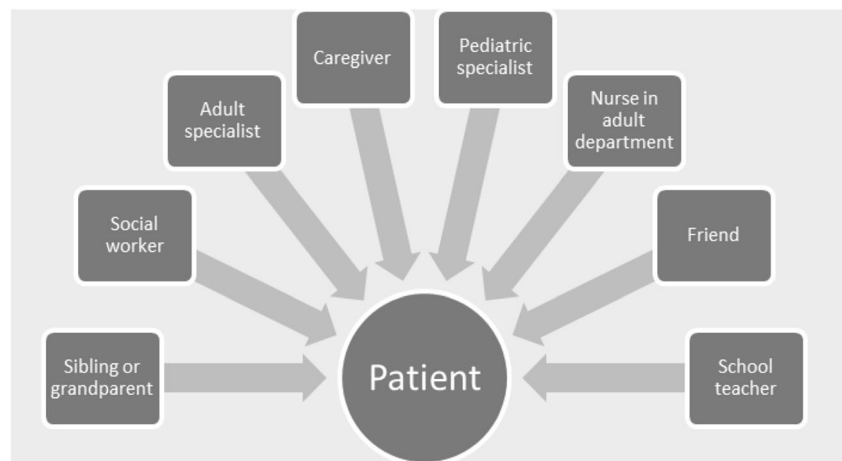 Caregiver
Pediatric
specialist
Adult
specialist
Nurse in
adult
department
Social
worker
Friend
Sibling or
grandparent
Patient
School
teacher